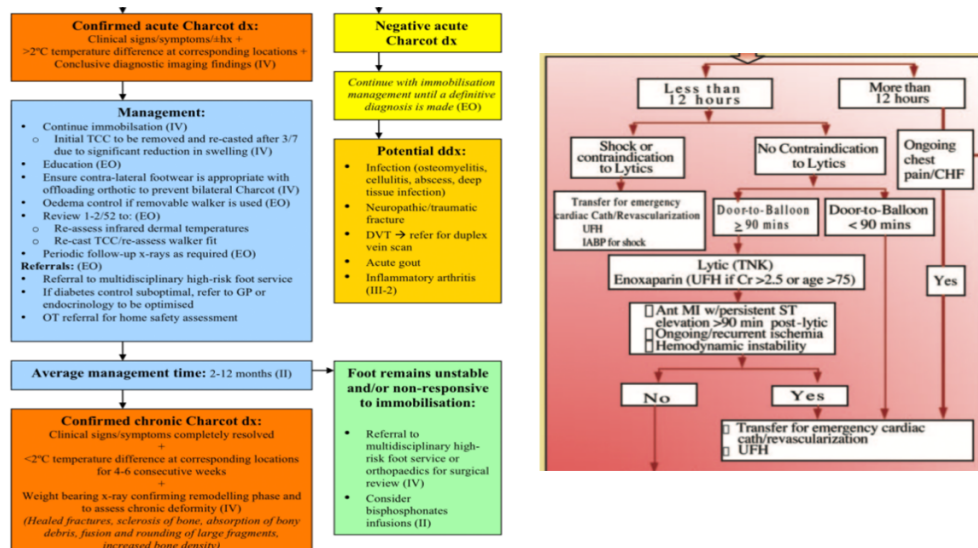 Confirmed acute Charcot dx:
Clinical signs/symptoms/±hx +
>2ºC temperature difference at corresponding locations +
Conclusive diagnostic imaging findings (IV)
Management:
• Continue immobilsation (IV)
o Initial TCC to be removed and re-casted after 3/7
due to significant reduction in swelling (IV)
• Education (EO)
• Ensure contra-lateral footwear is appropriate with
offloading orthotic to prevent bilateral Charcot (IV)
• Oedema control if removable walker is used (EO)
• Review 1-2/52 to: (EO)
o Re-assess infrared dermal temperatures
o Re-cast TCC/re-assess walker fit
• Periodic follow-up x-rays as required (EO)
Referrals: (EO)
• Referral to multidisciplinary high-risk foot service
• If diabetes control suboptimal, refer to GP or
endocrinology to be optimised
• OT referral for home safety assessment
Average management time: 2-12 months (II)
Confirmed chronic Charcot dx:
Clinical signs/symptoms completely resolved
+
<2ºC temperature difference at corresponding locations
for 4-6 consecutive weeks
+
Weight bearing x-ray confirming remodelling phase and
to assess chronic deformity (IV)
(Healed fractures, sclerosis of bone, absorption of bony
debris, fusion and rounding of large fragments,
increased bone density)
Negative acute
Charcot dx
Continue with immobilisation
management until a definitive
diagnosis is made (EO)
Potential ddx:
• Infection (osteomyelitis,
cellulitis, abscess, deep
tissue infection)
• Neuropathic/traumatic
fracture
• DVT → refer for duplex
vein scan
• Acute gout
• Inflammatory arthritis
(III-2)
Foot remains unstable
and/or non-responsive
to immobilisation:
• Referral to
multidisciplinary high-
risk foot service or
orthopaedics for surgical
review (IV)
• Consider
bisphosphonates
infusions (II)
Less than
12 hours
More than
12 hours
Shock or
contraindication
to Lytics
No Contraindication
to Lytics
Ongoing
chest
pain/CHF
Transfer for emergency
cardiac Cath/Revascularization
UFH
IABP for shock
Door-to-Balloon
≥ 90 mins
Door-to-Balloon
< 90 mins
Lytic (TNK)
Enoxaparin (UFH if Cr >2.5 or age >75)
Yes
Ant MI w/persistent ST
elevation >90 min post-lytic
Ongoing/recurrent ischemia
Hemodynamic instability
No
Yes
Transfer for emergency cardiac
cath/revascularization
UFH